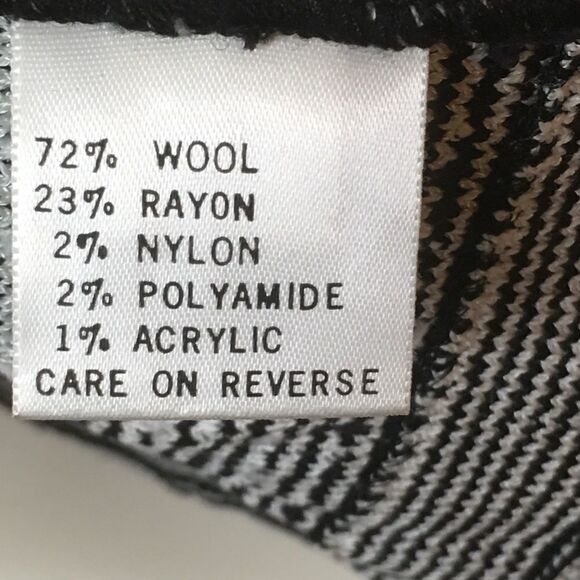 72% WOOL
23% RAYON
2% NYLON
2% POLYAMIDE
1% ACRYLIC
CARE ON REVERSE